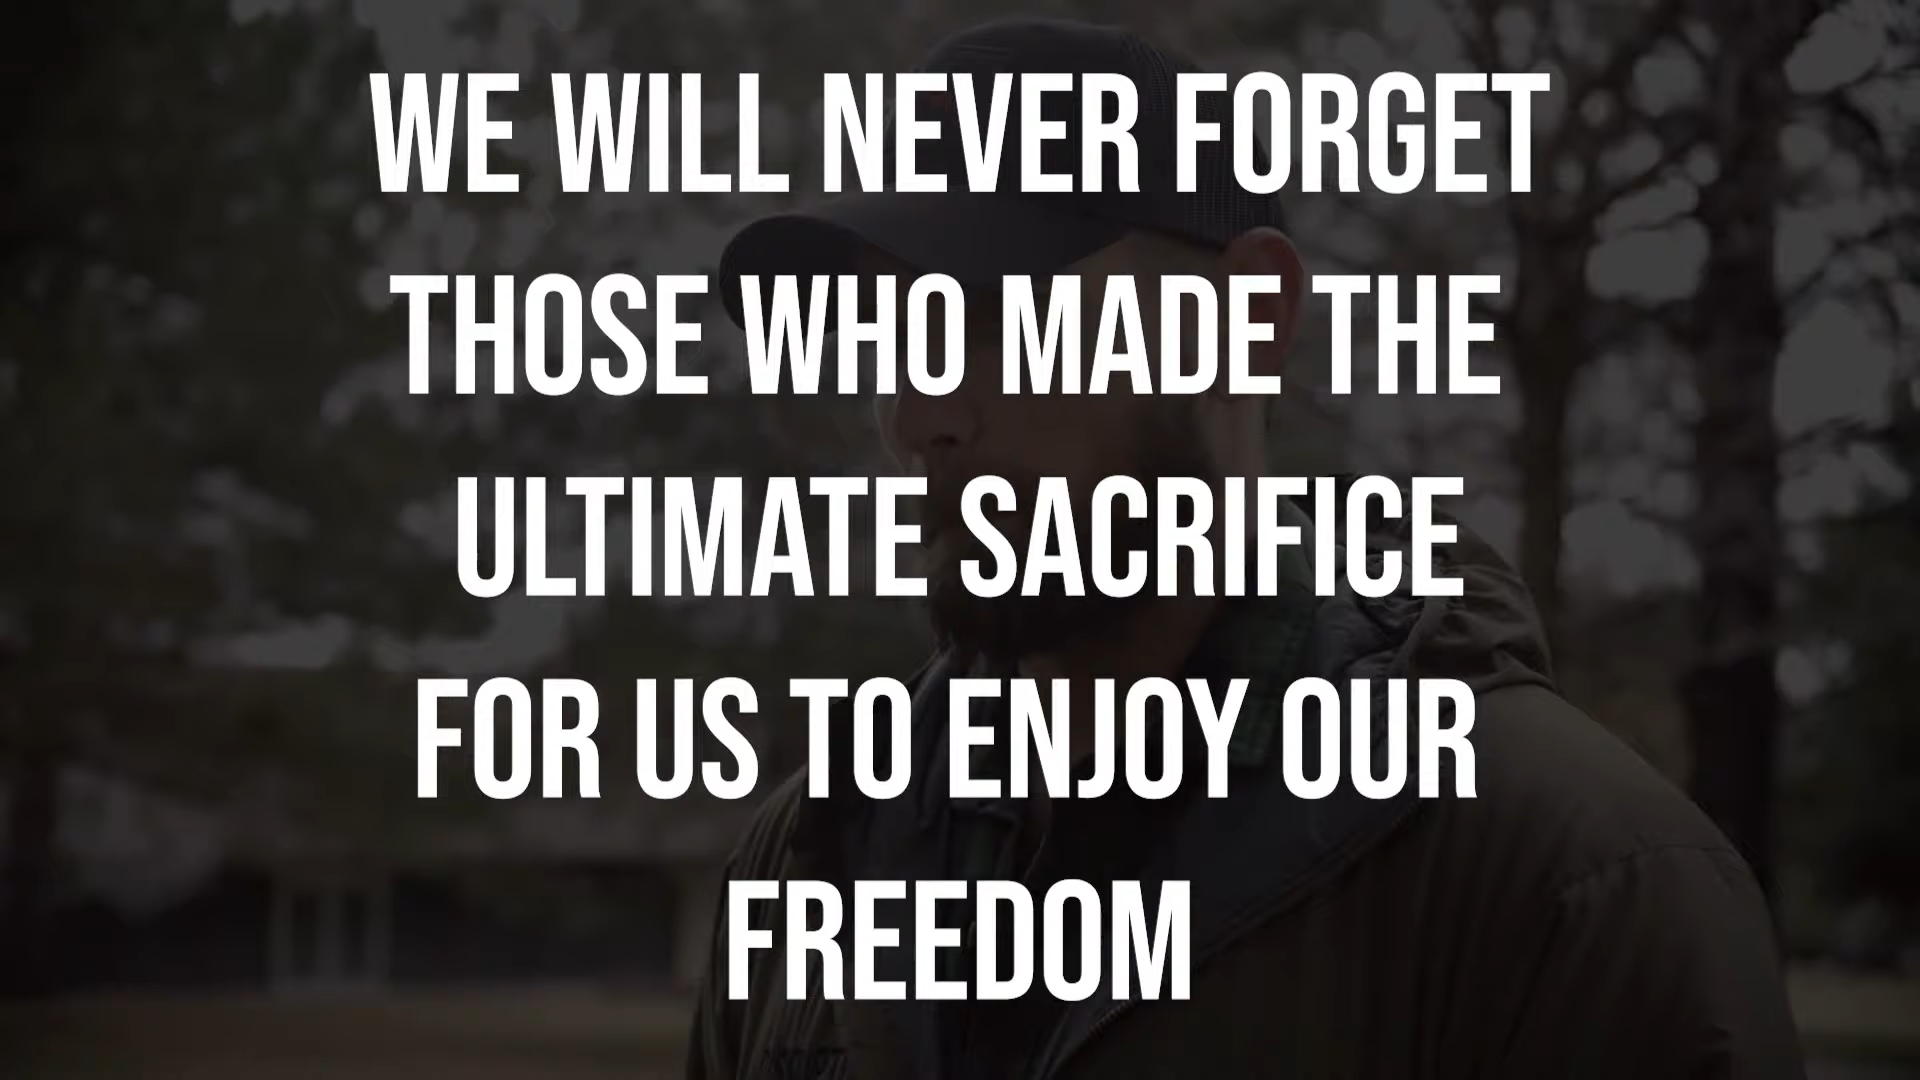 WE WILL NEVER FORGET
THOSE WHO MADE THE
ULTIMATE SACRIFICE
FOR US TO ENJOY OUR
FREEDOM